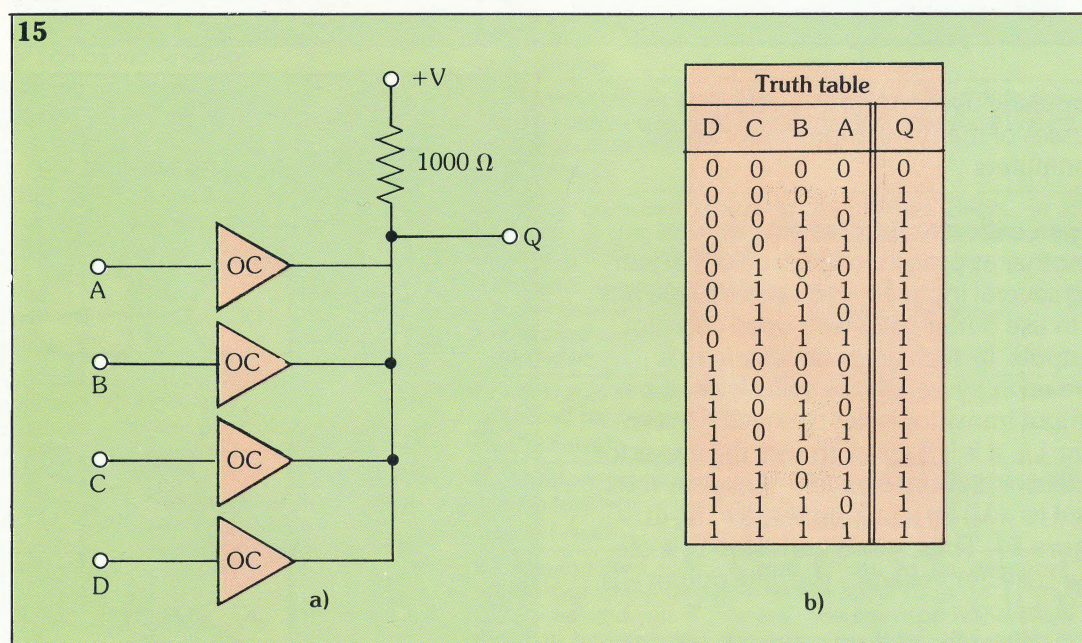 15
+V
1000 Ω
Q
OC
A
OC
B
OC
C
OC
D
a)
Truth table
D C B A Q
0 0 0 0 0
0 0 0 1 1
0 0 1 0 1
0 0 1 1 1
0 1 0 0 1
0 1 0 1 1
0 1 1 0 1
0 1 1 1 1
1 0 0 0 1
1 0 0 1 1
1 0 1 0 1
1 0 1 1 1
1 1 0 0 1
1 1 0 1 1
1 1 1 0 1
1 1 1 1 1
b)